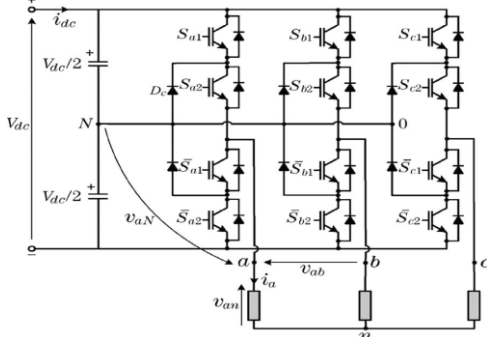 +
i_dc
S_a1
S_b1
S_c1
V_dc/2
+
D_c
S_a2
S_b2
S_c2
V_dc
N
0
S̄_a1
S̄_b1
S̄_c1
V_dc/2
+
S̄_a2
S̄_b2
S̄_c2
v_aN
−
a
v_ab
b
c
i_a
v_an
n